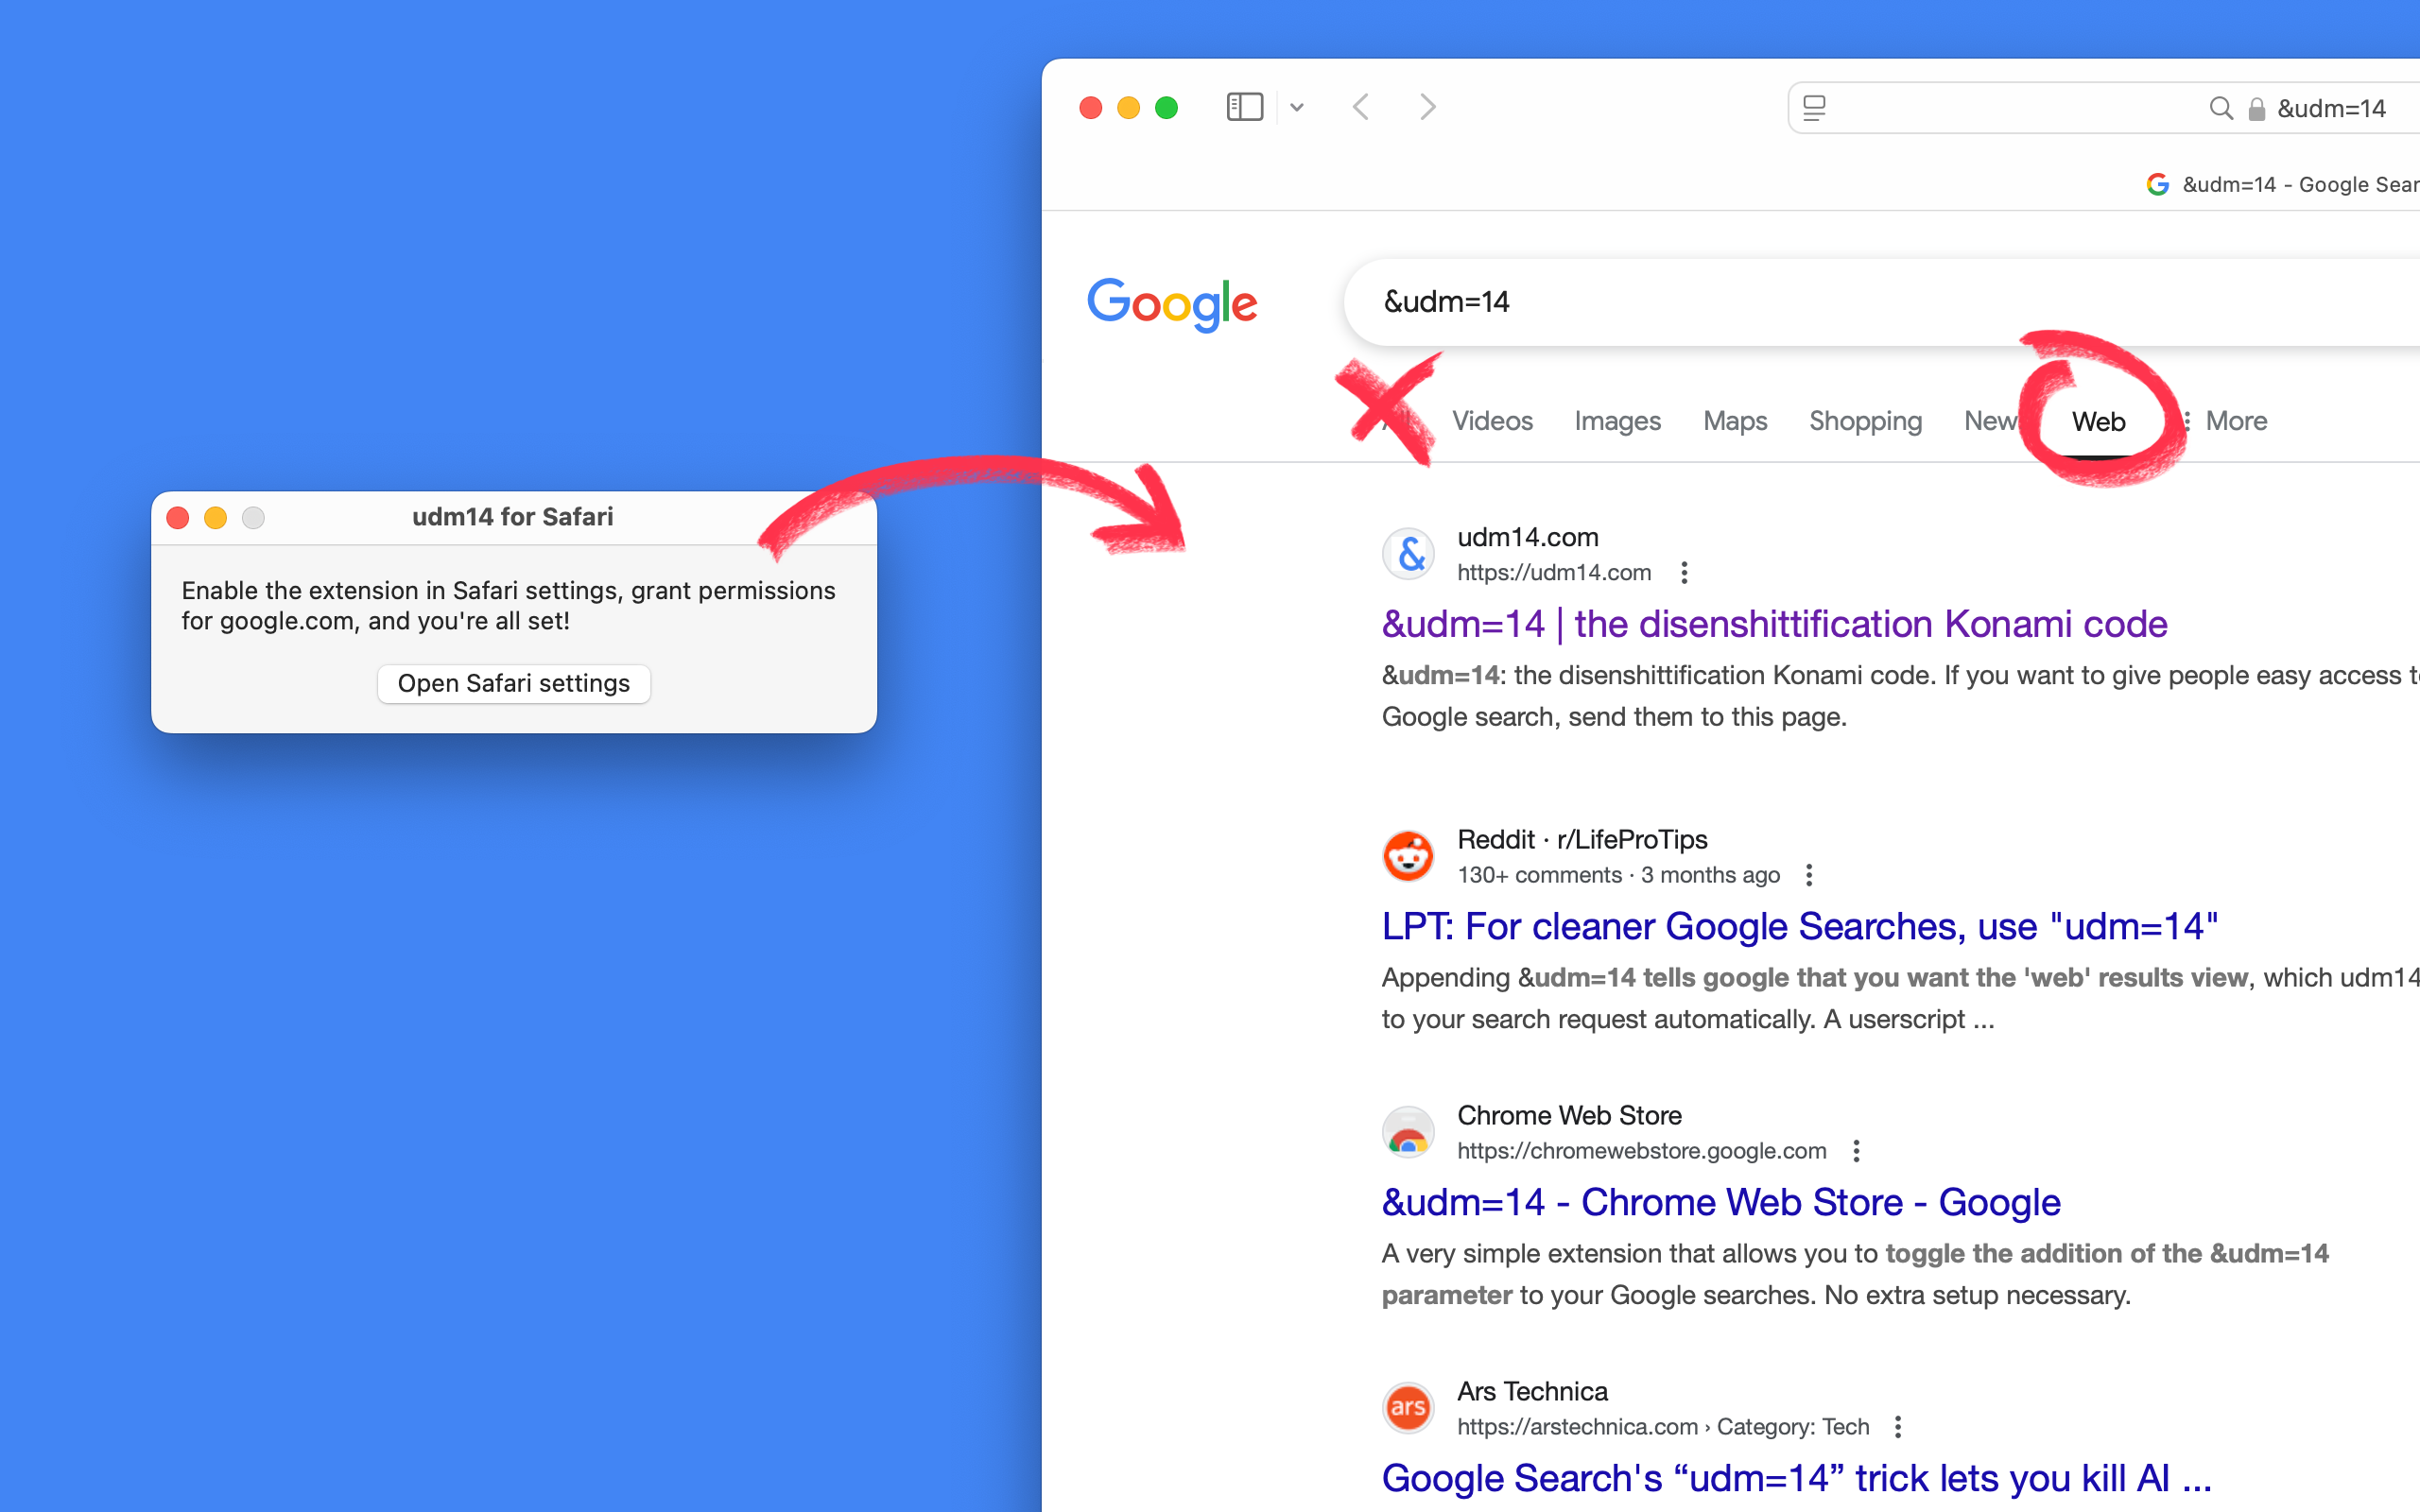 udm14 for Safari
Enable the extension in Safari settings, grant permissions
for google.com, and you're all set!
Open Safari settings
&udm=14
&udm=14 - Google Sear
Google
&udm=14
Videos Images Maps Shopping New Web More
udm14.com
https://udm14.com
&udm=14 | the disenshittification Konami code
&udm=14: the disenshittification Konami code. If you want to give people easy access t
Google search, send them to this page.
Reddit · r/LifeProTips
130+ comments · 3 months ago
LPT: For cleaner Google Searches, use "udm=14"
Appending &udm=14 tells google that you want the 'web' results view, which udm14
to your search request automatically. A userscript ...
Chrome Web Store
https://chromewebstore.google.com
&udm=14 - Chrome Web Store - Google
A very simple extension that allows you to toggle the addition of the &udm=14
parameter to your Google searches. No extra setup necessary.
ars
Ars Technica
https://arstechnica.com › Category: Tech
Google Search's “udm=14” trick lets you kill AI ...